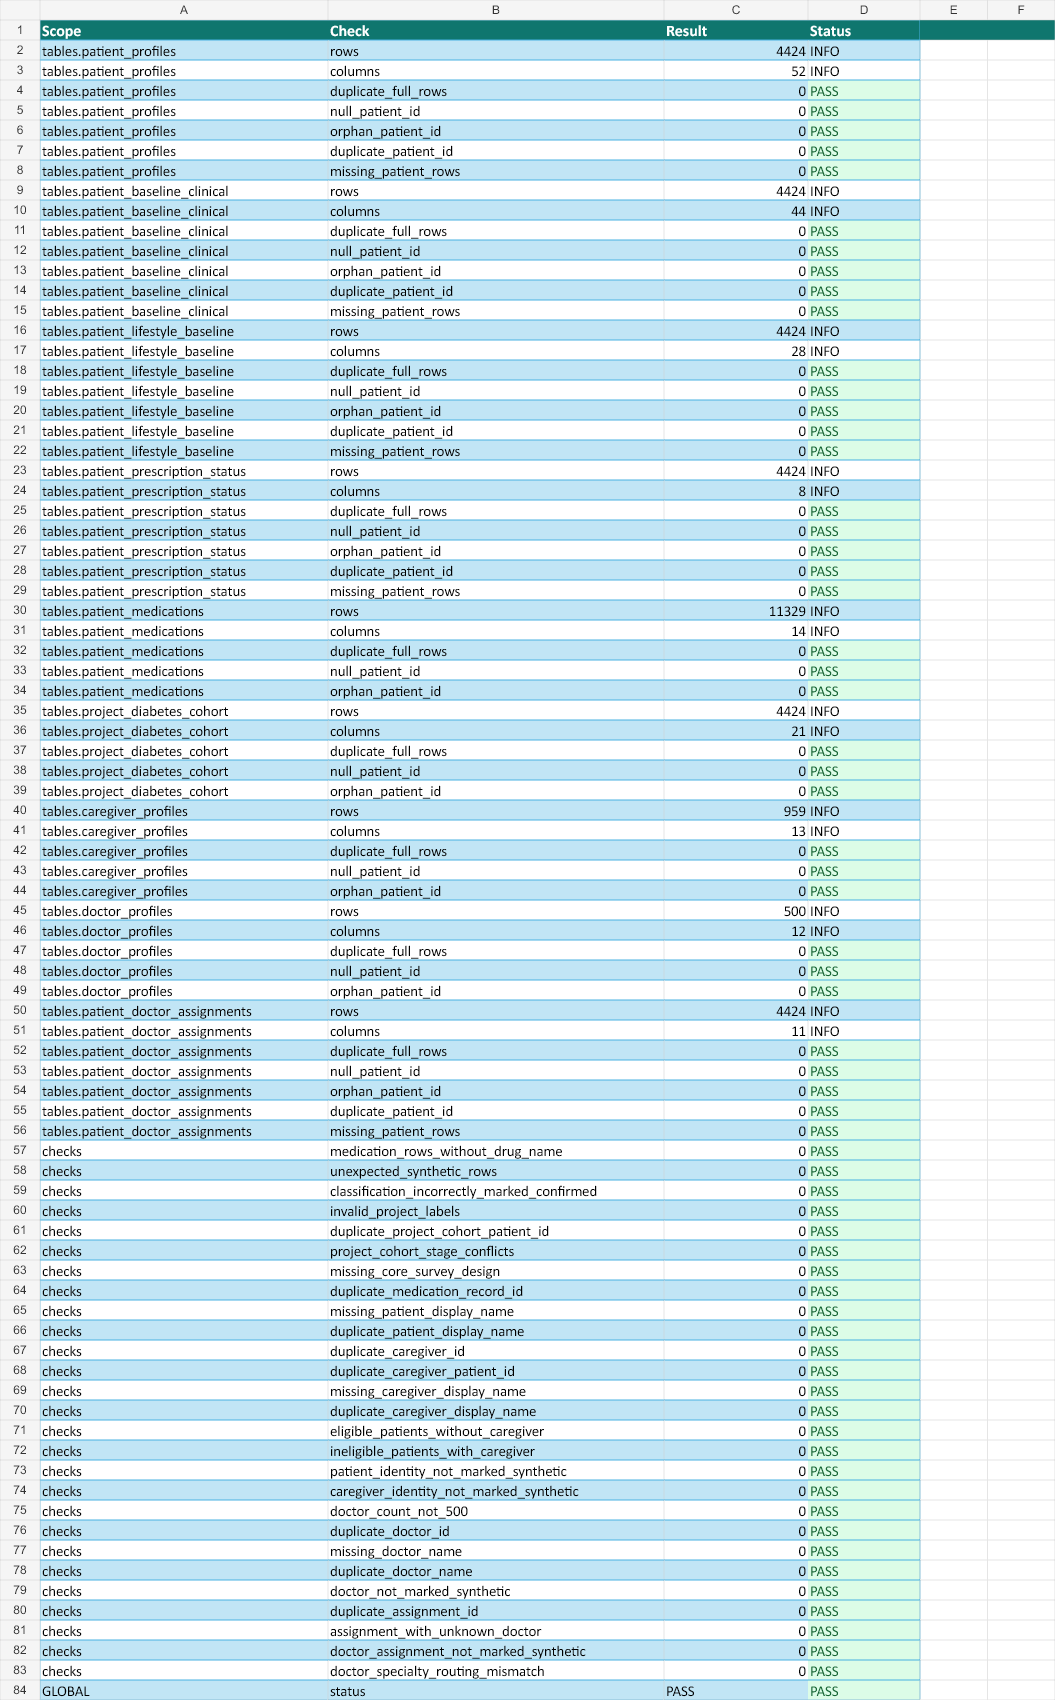 A B C D E F
1 Scope Check Result Status
2 tables.patient_profiles rows 4424 INFO
3 tables.patient_profiles columns 52 INFO
4 tables.patient_profiles duplicate_full_rows 0 PASS
5 tables.patient_profiles null_patient_id 0 PASS
6 tables.patient_profiles orphan_patient_id 0 PASS
7 tables.patient_profiles duplicate_patient_id 0 PASS
8 tables.patient_profiles missing_patient_rows 0 PASS
9 tables.patient_baseline_clinical rows 4424 INFO
10 tables.patient_baseline_clinical columns 44 INFO
11 tables.patient_baseline_clinical duplicate_full_rows 0 PASS
12 tables.patient_baseline_clinical null_patient_id 0 PASS
13 tables.patient_baseline_clinical orphan_patient_id 0 PASS
14 tables.patient_baseline_clinical duplicate_patient_id 0 PASS
15 tables.patient_baseline_clinical missing_patient_rows 0 PASS
16 tables.patient_lifestyle_baseline rows 4424 INFO
17 tables.patient_lifestyle_baseline columns 28 INFO
18 tables.patient_lifestyle_baseline duplicate_full_rows 0 PASS
19 tables.patient_lifestyle_baseline null_patient_id 0 PASS
20 tables.patient_lifestyle_baseline orphan_patient_id 0 PASS
21 tables.patient_lifestyle_baseline duplicate_patient_id 0 PASS
22 tables.patient_lifestyle_baseline missing_patient_rows 0 PASS
23 tables.patient_prescription_status rows 4424 INFO
24 tables.patient_prescription_status columns 8 INFO
25 tables.patient_prescription_status duplicate_full_rows 0 PASS
26 tables.patient_prescription_status null_patient_id 0 PASS
27 tables.patient_prescription_status orphan_patient_id 0 PASS
28 tables.patient_prescription_status duplicate_patient_id 0 PASS
29 tables.patient_prescription_status missing_patient_rows 0 PASS
30 tables.patient_medications rows 11329 INFO
31 tables.patient_medications columns 14 INFO
32 tables.patient_medications duplicate_full_rows 0 PASS
33 tables.patient_medications null_patient_id 0 PASS
34 tables.patient_medications orphan_patient_id 0 PASS
35 tables.project_diabetes_cohort rows 4424 INFO
36 tables.project_diabetes_cohort columns 21 INFO
37 tables.project_diabetes_cohort duplicate_full_rows 0 PASS
38 tables.project_diabetes_cohort null_patient_id 0 PASS
39 tables.project_diabetes_cohort orphan_patient_id 0 PASS
40 tables.caregiver_profiles rows 959 INFO
41 tables.caregiver_profiles columns 13 INFO
42 tables.caregiver_profiles duplicate_full_rows 0 PASS
43 tables.caregiver_profiles null_patient_id 0 PASS
44 tables.caregiver_profiles orphan_patient_id 0 PASS
45 tables.doctor_profiles rows 500 INFO
46 tables.doctor_profiles columns 12 INFO
47 tables.doctor_profiles duplicate_full_rows 0 PASS
48 tables.doctor_profiles null_patient_id 0 PASS
49 tables.doctor_profiles orphan_patient_id 0 PASS
50 tables.patient_doctor_assignments rows 4424 INFO
51 tables.patient_doctor_assignments columns 11 INFO
52 tables.patient_doctor_assignments duplicate_full_rows 0 PASS
53 tables.patient_doctor_assignments null_patient_id 0 PASS
54 tables.patient_doctor_assignments orphan_patient_id 0 PASS
55 tables.patient_doctor_assignments duplicate_patient_id 0 PASS
56 tables.patient_doctor_assignments missing_patient_rows 0 PASS
57 checks medication_rows_without_drug_name 0 PASS
58 checks unexpected_synthetic_rows 0 PASS
59 checks classification_incorrectly_marked_confirmed 0 PASS
60 checks invalid_project_labels 0 PASS
61 checks duplicate_project_cohort_patient_id 0 PASS
62 checks project_cohort_stage_conflicts 0 PASS
63 checks missing_core_survey_design 0 PASS
64 checks duplicate_medication_record_id 0 PASS
65 checks missing_patient_display_name 0 PASS
66 checks duplicate_patient_display_name 0 PASS
67 checks duplicate_caregiver_id 0 PASS
68 checks duplicate_caregiver_patient_id 0 PASS
69 checks missing_caregiver_display_name 0 PASS
70 checks duplicate_caregiver_display_name 0 PASS
71 checks eligible_patients_without_caregiver 0 PASS
72 checks ineligible_patients_with_caregiver 0 PASS
73 checks patient_identity_not_marked_synthetic 0 PASS
74 checks caregiver_identity_not_marked_synthetic 0 PASS
75 checks doctor_count_not_500 0 PASS
76 checks duplicate_doctor_id 0 PASS
77 checks missing_doctor_name 0 PASS
78 checks duplicate_doctor_name 0 PASS
79 checks doctor_not_marked_synthetic 0 PASS
80 checks duplicate_assignment_id 0 PASS
81 checks assignment_with_unknown_doctor 0 PASS
82 checks doctor_assignment_not_marked_synthetic 0 PASS
83 checks doctor_specialty_routing_mismatch 0 PASS
84 GLOBAL status PASS PASS